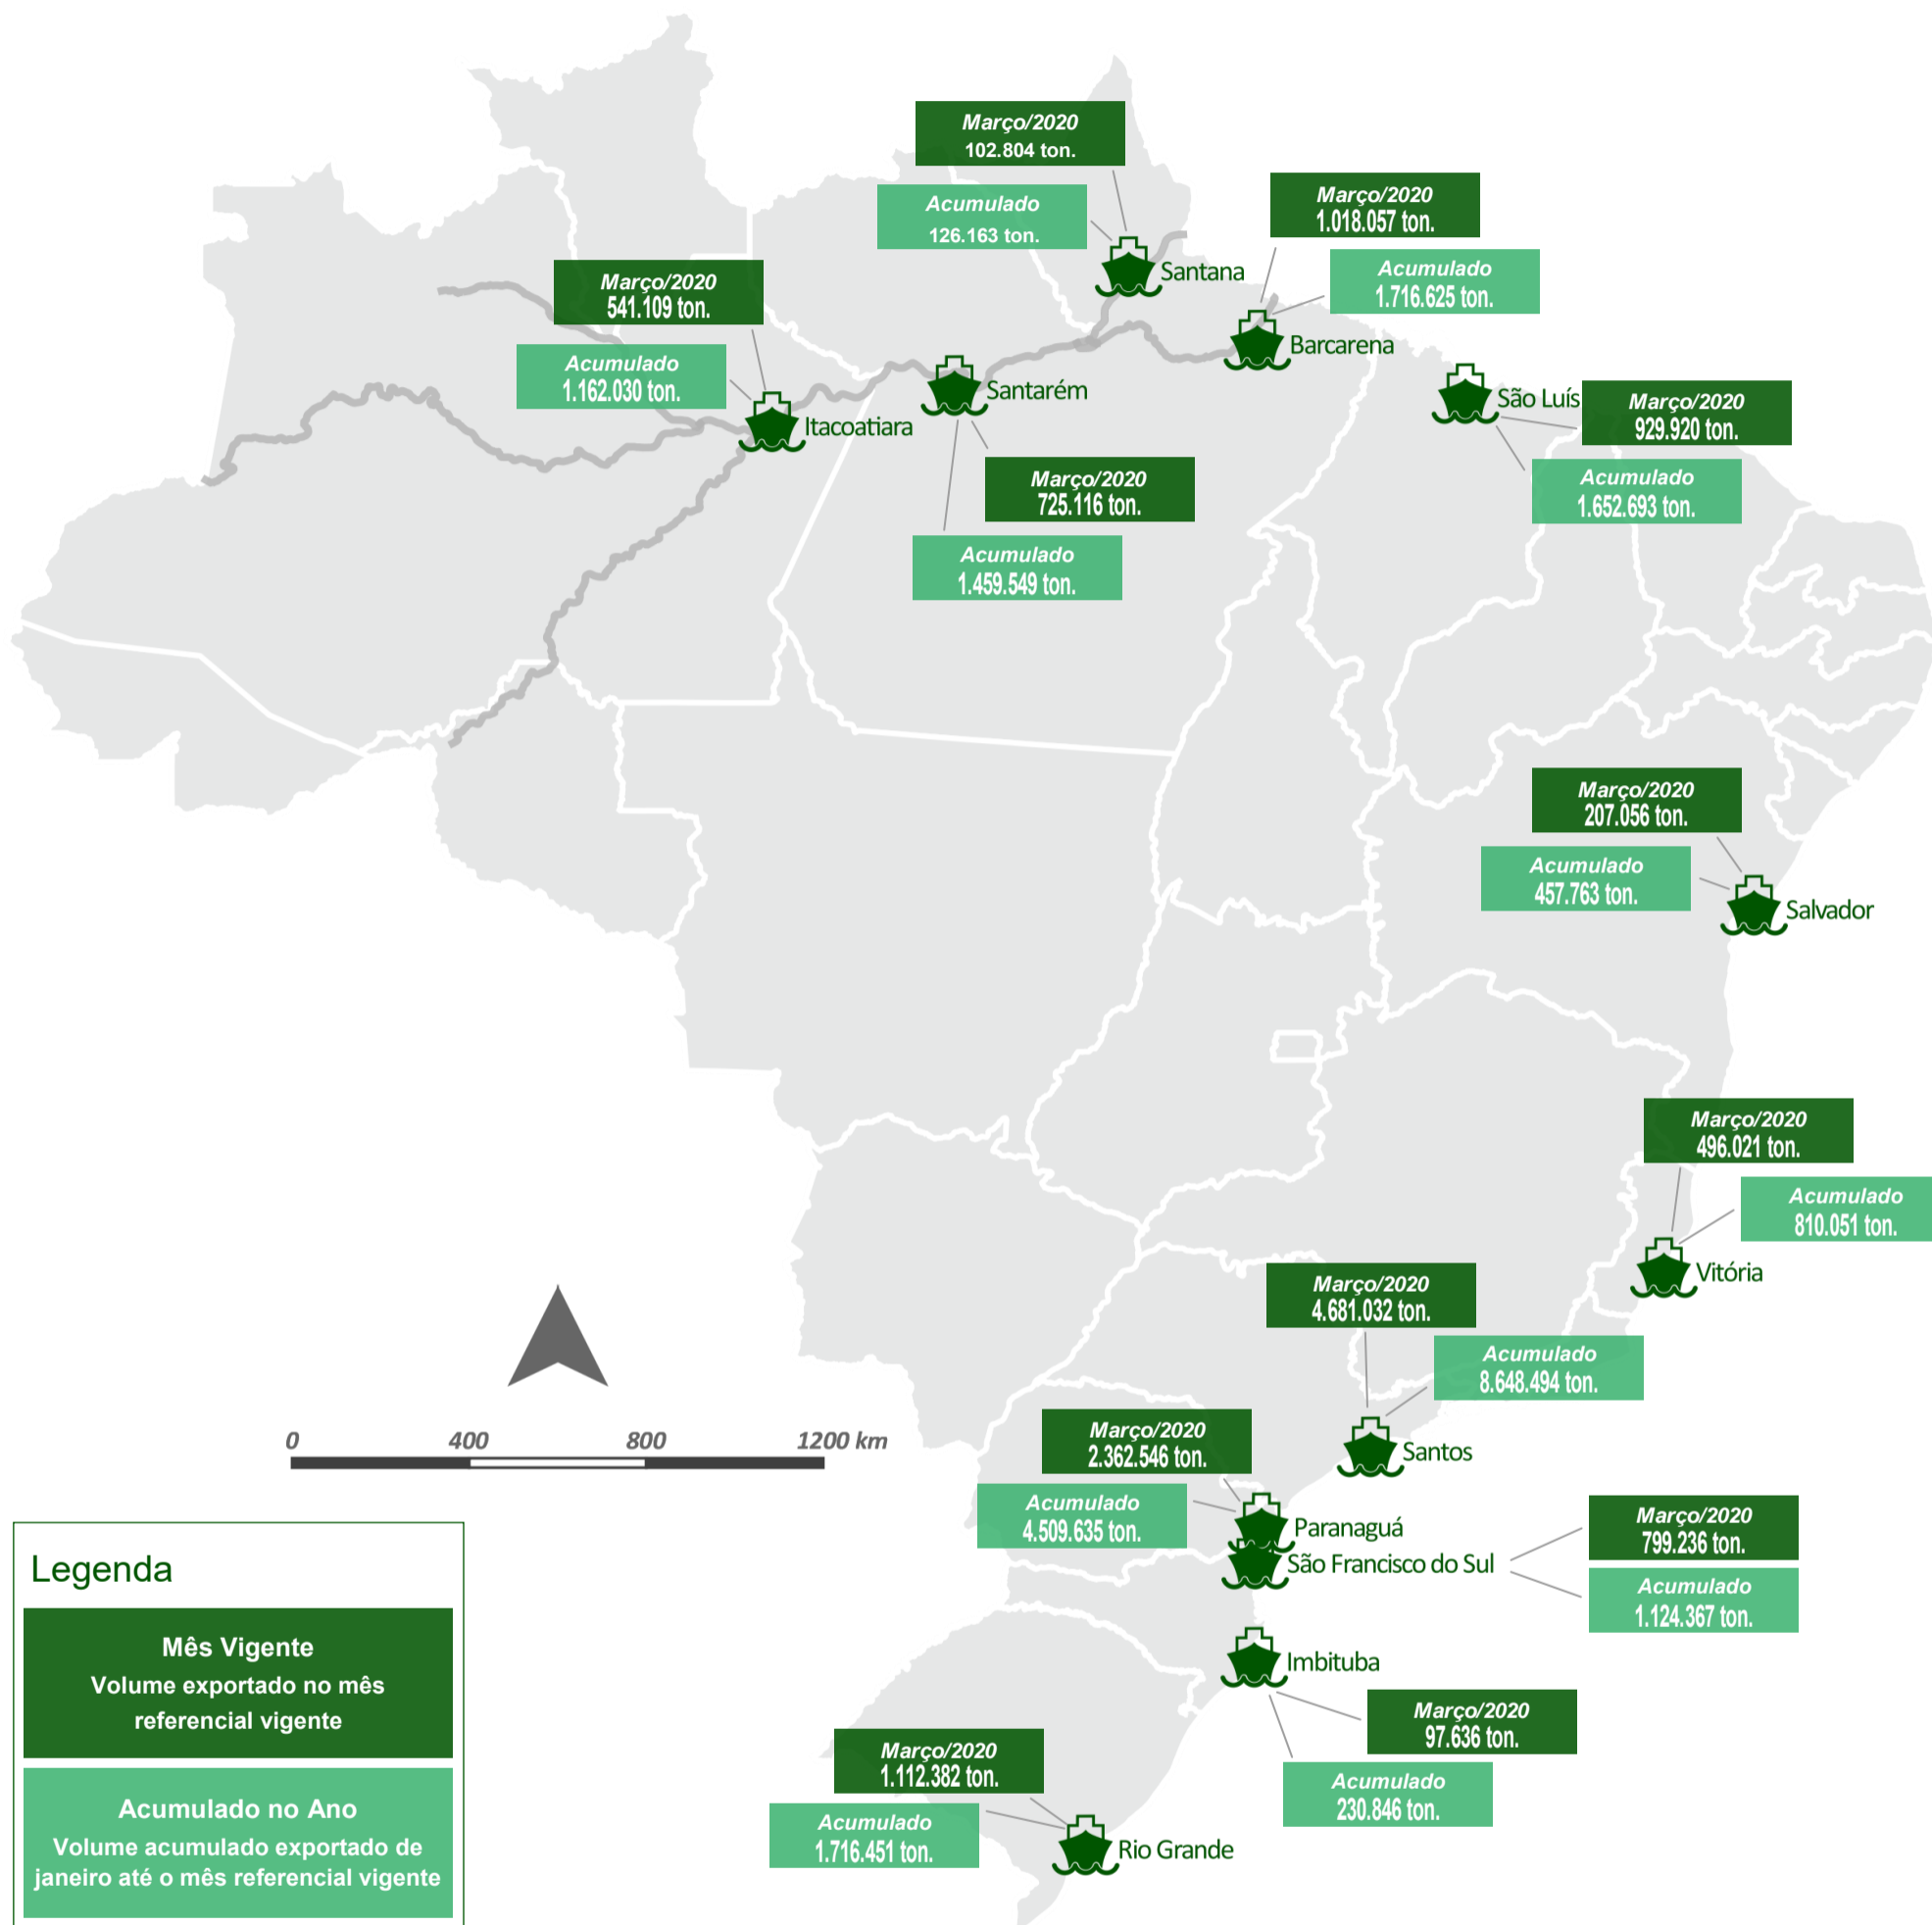 Março/2020
102.804 ton.
Acumulado
126.163 ton.
Santana
Março/2020
1.018.057 ton.
Acumulado
1.716.625 ton.
Barcarena
Março/2020
541.109 ton.
Acumulado
1.162.030 ton.
Itacoatiara
Santarém
Março/2020
725.116 ton.
Acumulado
1.459.549 ton.
São Luís
Março/2020
929.920 ton.
Acumulado
1.652.693 ton.
Março/2020
207.056 ton.
Acumulado
457.763 ton.
Salvador
Março/2020
496.021 ton.
Acumulado
810.051 ton.
Vitória
Março/2020
4.681.032 ton.
Acumulado
8.648.494 ton.
Santos
Março/2020
2.362.546 ton.
Acumulado
4.509.635 ton.
Paranaguá
São Francisco do Sul
Março/2020
799.236 ton.
Acumulado
1.124.367 ton.
Imbituba
Março/2020
97.636 ton.
Acumulado
230.846 ton.
Março/2020
1.112.382 ton.
Acumulado
1.716.451 ton.
Rio Grande
0 400 800 1200 km
Legenda
Mês Vigente
Volume exportado no mês
referencial vigente
Acumulado no Ano
Volume acumulado exportado de
janeiro até o mês referencial vigente